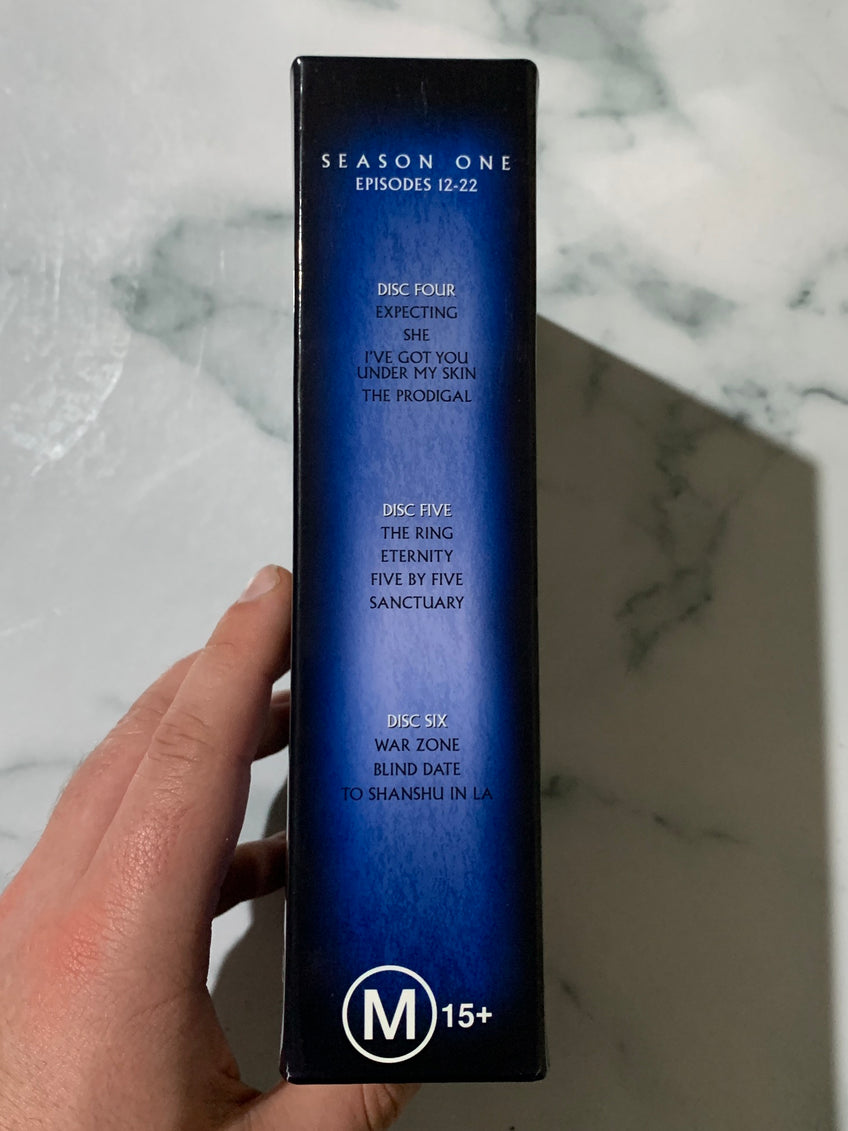 SEASON ONE
EPISODES 12-22
DISC FOUR
EXPECTING
SHE
I'VE GOT YOU
UNDER MY SKIN
THE PRODIGAL
DISC FIVE
THE RING
ETERNITY
FIVE BY FIVE
SANCTUARY
DISC SIX
WAR ZONE
BLIND DATE
TO SHANSHU IN LA
M 15+